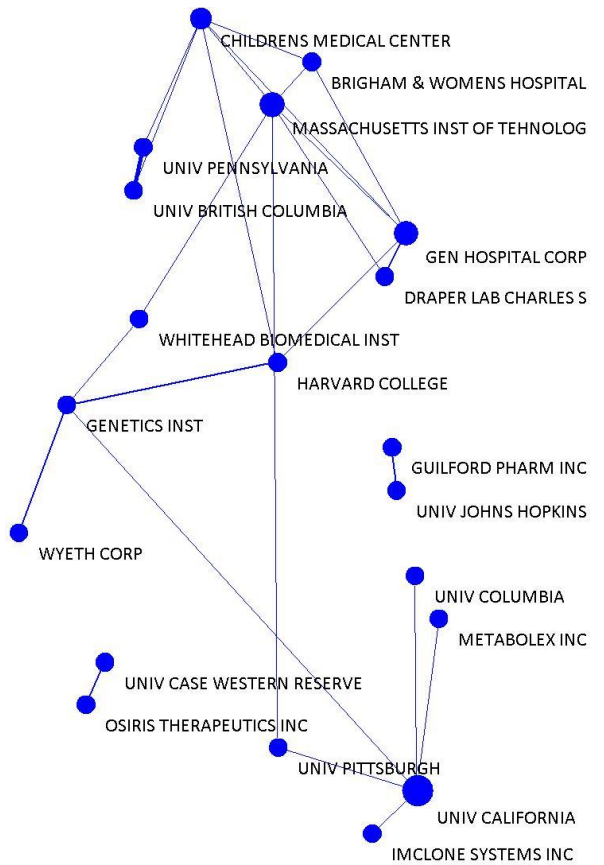 CHILDRENS MEDICAL CENTER
BRIGHAM & WOMENS HOSPITAL
MASSACHUSETTS INST OF TEHNOLOG
UNIV PENNSYLVANIA
UNIV BRITISH COLUMBIA
GEN HOSPITAL CORP
DRAPER LAB CHARLES S
WHITEHEAD BIOMEDICAL INST
HARVARD COLLEGE
GENETICS INST
GUILFORD PHARM INC
UNIV JOHNS HOPKINS
WYETH CORP
UNIV COLUMBIA
METABOLEX INC
UNIV CASE WESTERN RESERVE
OSIRIS THERAPEUTICS INC
UNIV PITTSBURGH
UNIV CALIFORNIA
IMCLONE SYSTEMS INC